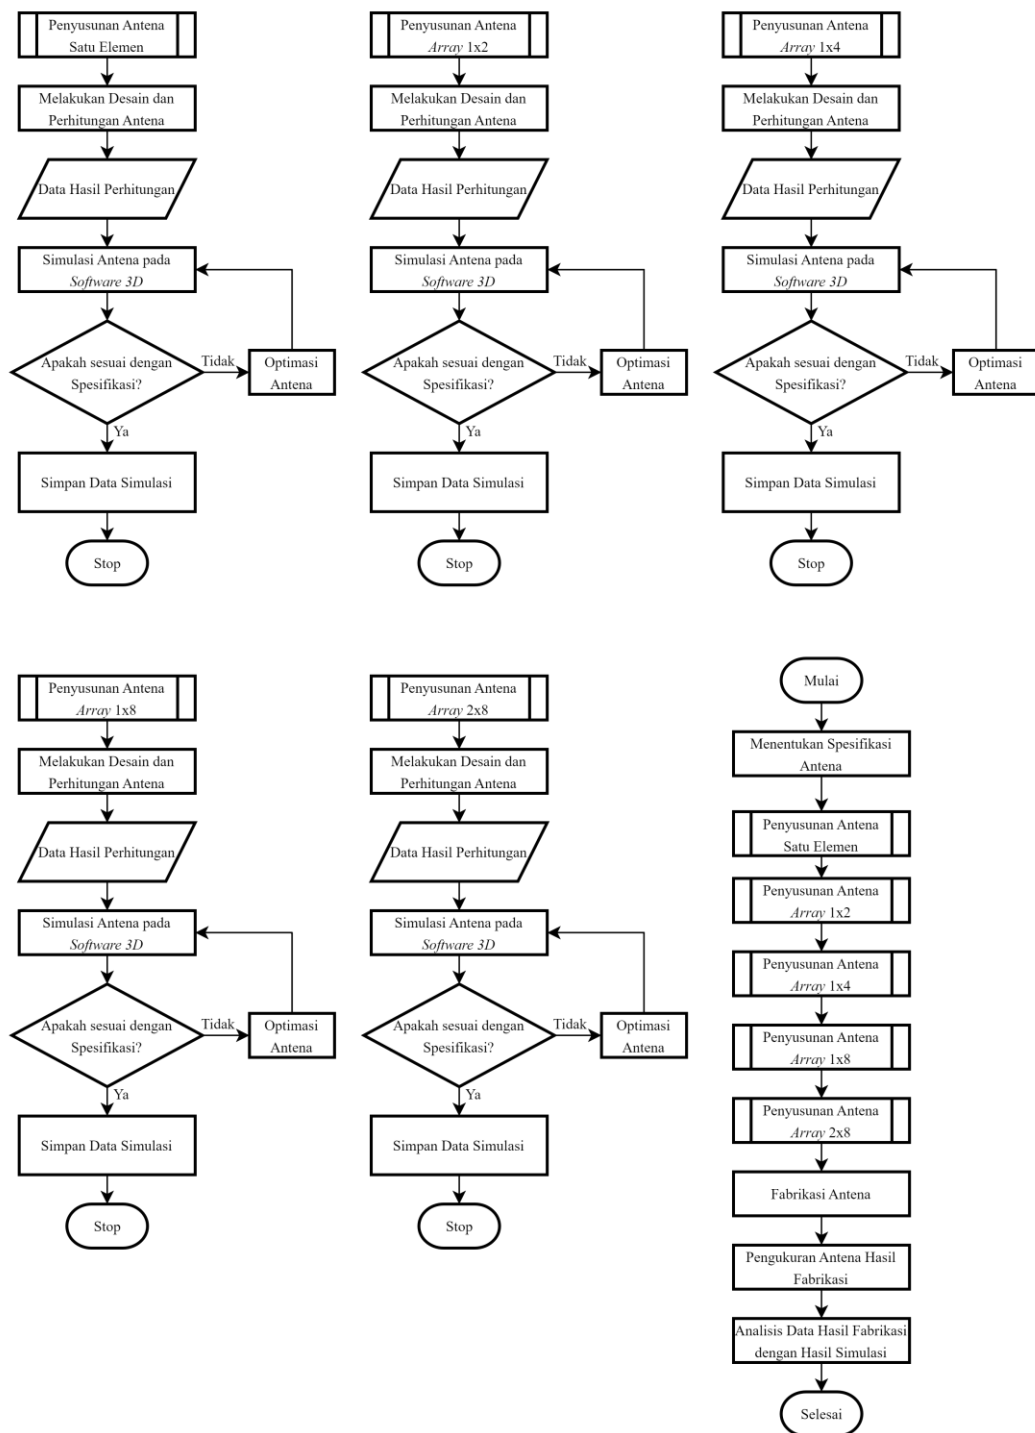 Penyusunan Antena
Satu Elemen
Melakukan Desain dan
Perhitungan Antena
Data Hasil Perhitungan
Simulasi Antena pada
Software 3D
Apakah sesuai dengan
Spesifikasi?
Tidak
Optimasi
Antena
Ya
Simpan Data Simulasi
Stop
Penyusunan Antena
Array 1x2
Melakukan Desain dan
Perhitungan Antena
Data Hasil Perhitungan
Simulasi Antena pada
Software 3D
Apakah sesuai dengan
Spesifikasi?
Tidak
Optimasi
Antena
Ya
Simpan Data Simulasi
Stop
Penyusunan Antena
Array 1x4
Melakukan Desain dan
Perhitungan Antena
Data Hasil Perhitungan
Simulasi Antena pada
Software 3D
Apakah sesuai dengan
Spesifikasi?
Tidak
Optimasi
Antena
Ya
Simpan Data Simulasi
Stop
Penyusunan Antena
Array 1x8
Melakukan Desain dan
Perhitungan Antena
Data Hasil Perhitungan
Simulasi Antena pada
Software 3D
Apakah sesuai dengan
Spesifikasi?
Tidak
Optimasi
Antena
Ya
Simpan Data Simulasi
Stop
Penyusunan Antena
Array 2x8
Melakukan Desain dan
Perhitungan Antena
Data Hasil Perhitungan
Simulasi Antena pada
Software 3D
Apakah sesuai dengan
Spesifikasi?
Tidak
Optimasi
Antena
Ya
Simpan Data Simulasi
Stop
Mulai
Menentukan Spesifikasi
Antena
Penyusunan Antena
Satu Elemen
Penyusunan Antena
Array 1x2
Penyusunan Antena
Array 1x4
Penyusunan Antena
Array 1x8
Penyusunan Antena
Array 2x8
Fabrikasi Antena
Pengukuran Antena Hasil
Fabrikasi
Analisis Data Hasil Fabrikasi
dengan Hasil Simulasi
Selesai